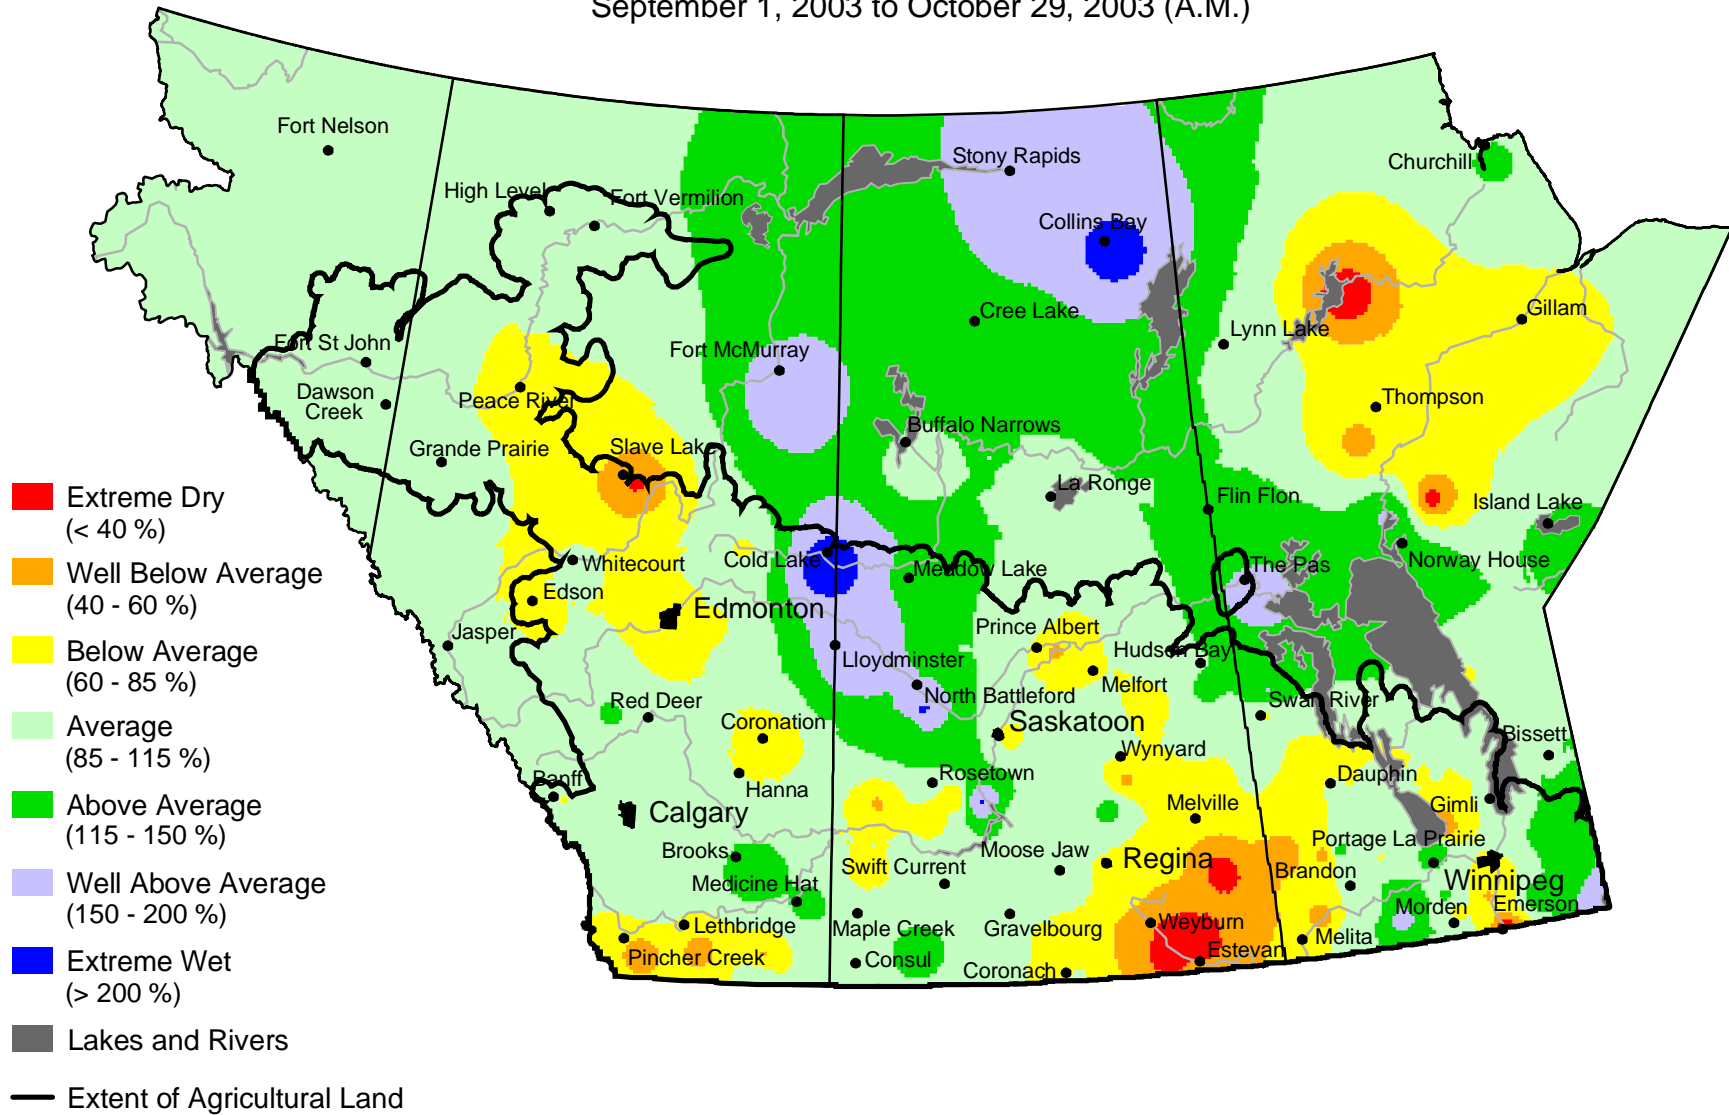 September 1, 2003 to October 29, 2003 (A.M.)
Fort Nelson
Churchill
Stony Rapids
High Level
Fort Vermilion
Collins Bay
Cree Lake
Gillam
Lynn Lake
Fort St John
Fort McMurray
Dawson
Creek
Peace River
Thompson
Buffalo Narrows
Grande Prairie
Slave Lake
La Ronge
Flin Flon
Island Lake
Extreme Dry
(< 40 %)
Well Below Average
(40 - 60 %)
Below Average
(60 - 85 %)
Average
(85 - 115 %)
Above Average
(115 - 150 %)
Well Above Average
(150 - 200 %)
Extreme Wet
(> 200 %)
Lakes and Rivers
Extent of Agricultural Land
Whitecourt
Cold Lake
Meadow Lake
The Pas
Norway House
Edson
Edmonton
Jasper
Prince Albert
Hudson Bay
Lloydminster
Melfort
North Battleford
Red Deer
Swan River
Coronation
Saskatoon
Wynyard
Bissett
Banff
Hanna
Rosetown
Dauphin
Calgary
Melville
Gimli
Brooks
Swift Current
Moose Jaw
Regina
Portage La Prairie
Medicine Hat
Brandon
Winnipeg
Lethbridge
Maple Creek
Gravelbourg
Weyburn
Morden
Emerson
Pincher Creek
Consul
Coronach
Estevan
Melita